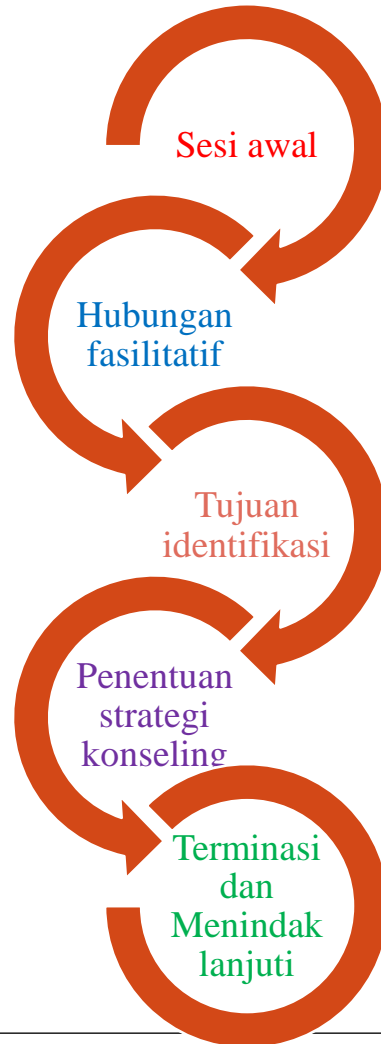 Sesi awal
Hubungan
fasilitatif
Tujuan
identifikasi
Penentuan
strategi
konseling
Terminasi
dan
Menindak
lanjuti